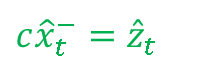 $c\hat{x}_t^- = \hat{z}_t$